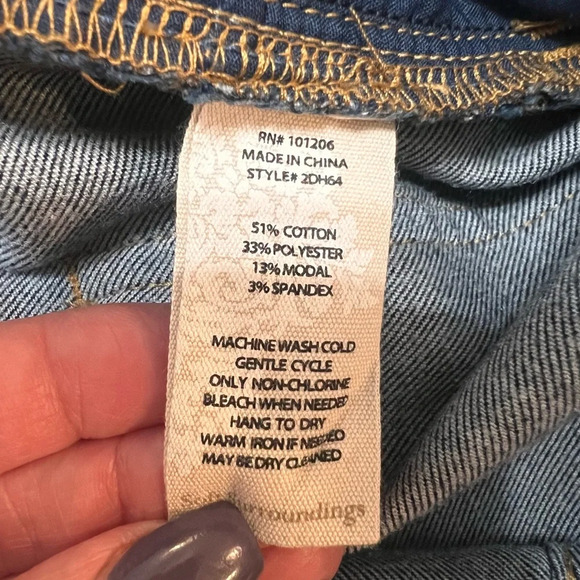 RN# 101206
MADE IN CHINA
STYLE# 2DH64
51% COTTON
33% POLYESTER
13% MODAL
3% SPANDEX
MACHINE WASH COLD
GENTLE CYCLE
ONLY NON-CHLORINE
BLEACH WHEN NEEDED
HANG TO DRY
WARM IRON IF NEEDED
MAY BE DRY CLEANED